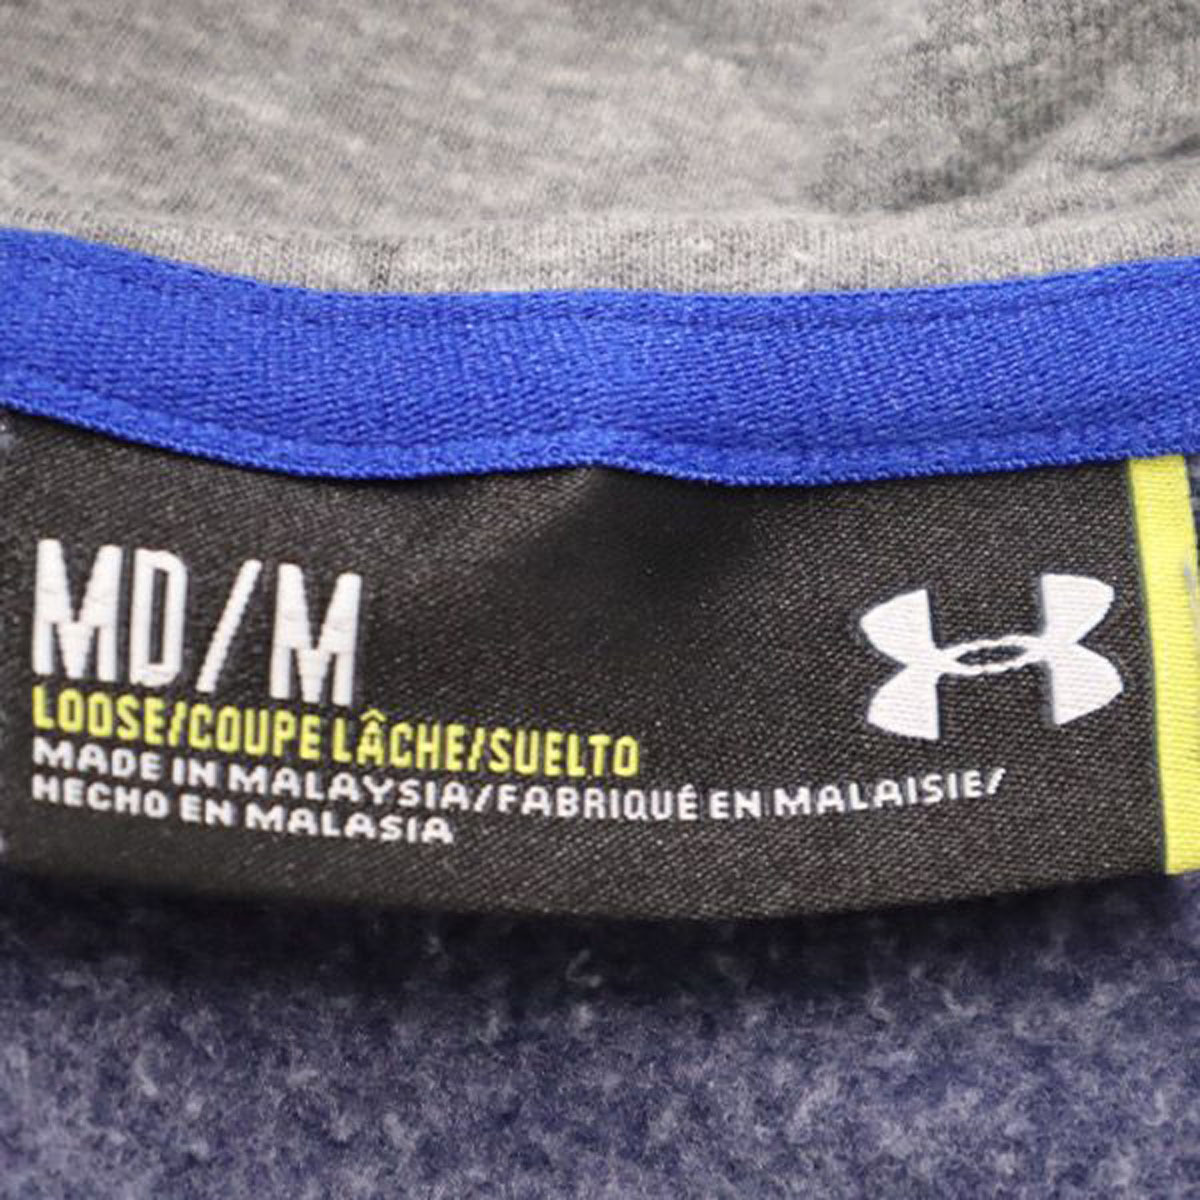 MD/M
LOOSE/COUPE LÂCHE/SUELTO
MADE IN MALAYSIA/FABRIQUÉ EN MALAISIE/
HECHO EN MALASIA